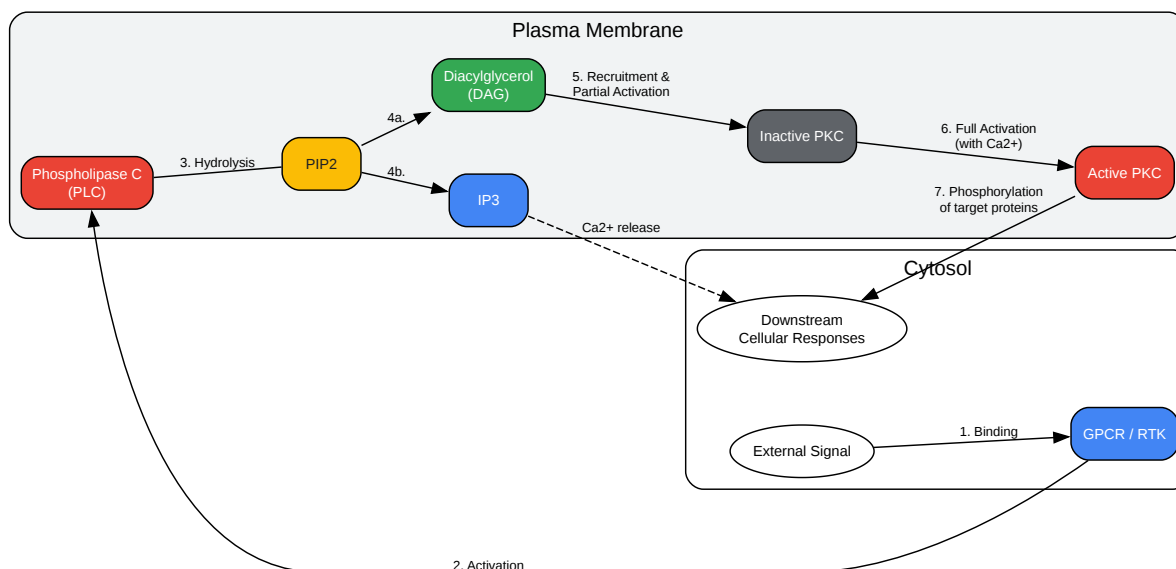 Plasma Membrane
Diacylglycerol
(DAG)
5. Recruitment &
Partial Activation
4a.
Inactive PKC
6. Full Activation
(with Ca2+)
3. Hydrolysis
PIP2
Phospholipase C
(PLC)
4b.
IP3
Active PKC
7. Phosphorylation
of target proteins
Ca2+ release
Cytosol
Downstream
Cellular Responses
1. Binding
GPCR / RTK
External Signal
2. Activation